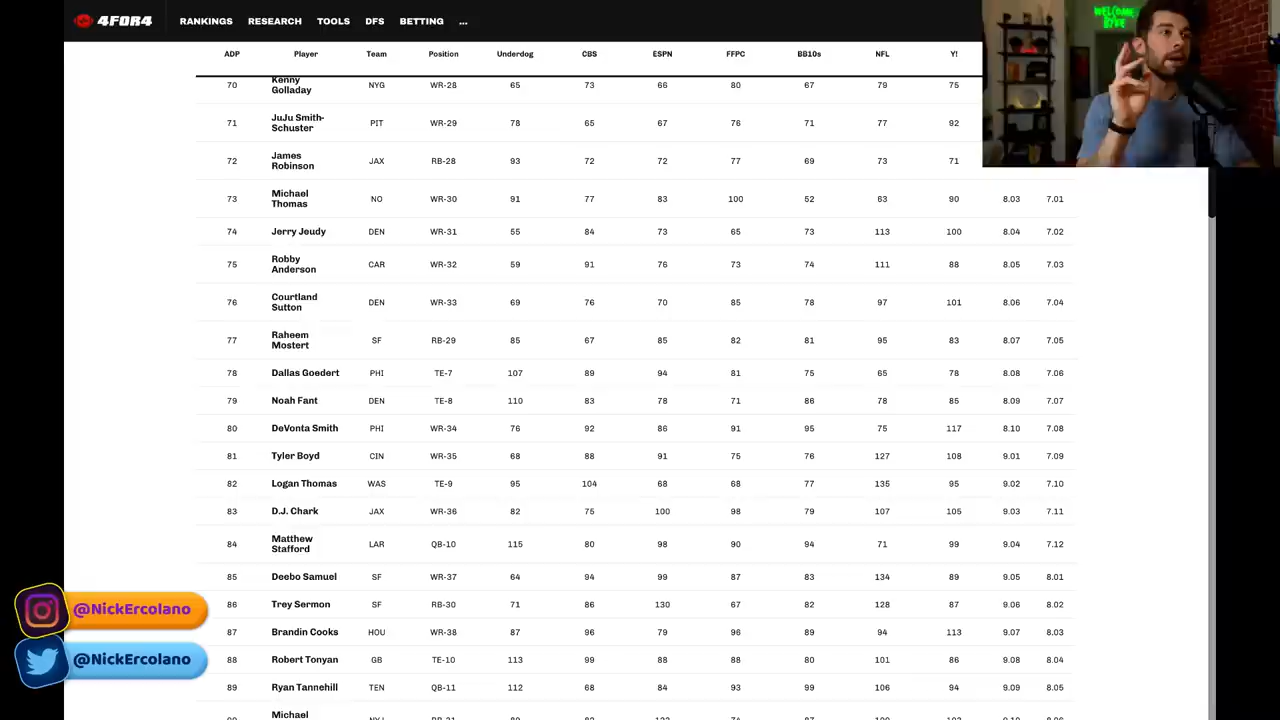 4FOR4 RANKINGS RESEARCH TOOLS DFS BETTING ...
WELCOME
ADP Player Team Position Underdog CBS ESPN FFPC BB10s NFL Y!
70 Kenny Golladay NYG WR-28 65 73 66 80 67 79 75
71 JuJu Smith-Schuster PIT WR-29 78 65 67 76 71 77 92
72 James Robinson JAX RB-28 93 72 72 77 69 73 71
73 Michael Thomas NO WR-30 91 77 83 100 52 63 90 8.03 7.01
74 Jerry Jeudy DEN WR-31 55 84 73 65 73 113 100 8.04 7.02
75 Robby Anderson CAR WR-32 59 91 76 73 74 111 88 8.05 7.03
76 Courtland Sutton DEN WR-33 69 76 70 85 78 97 101 8.06 7.04
77 Raheem Mostert SF RB-29 85 67 85 82 81 95 83 8.07 7.05
78 Dallas Goedert PHI TE-7 107 89 94 81 75 65 78 8.08 7.06
79 Noah Fant DEN TE-8 110 83 78 71 86 78 85 8.09 7.07
80 DeVonta Smith PHI WR-34 76 92 86 91 95 75 117 8.10 7.08
81 Tyler Boyd CIN WR-35 68 88 91 75 76 127 108 9.01 7.09
82 Logan Thomas WAS TE-9 95 104 68 68 77 135 95 9.02 7.10
83 D.J. Chark JAX WR-36 82 75 100 98 79 107 105 9.03 7.11
84 Matthew Stafford LAR QB-10 115 80 98 90 94 71 99 9.04 7.12
85 Deebo Samuel SF WR-37 64 94 99 87 83 134 89 9.05 8.01
86 Trey Sermon SF RB-30 71 86 130 67 82 128 87 9.06 8.02
87 Brandin Cooks HOU WR-38 87 96 79 96 89 94 113 9.07 8.03
88 Robert Tonyan GB TE-10 113 99 88 88 80 101 86 9.08 8.04
89 Ryan Tannehill TEN QB-11 112 68 84 93 99 106 94 9.09 8.05
Michael
@NickErcolano
@NickErcolano